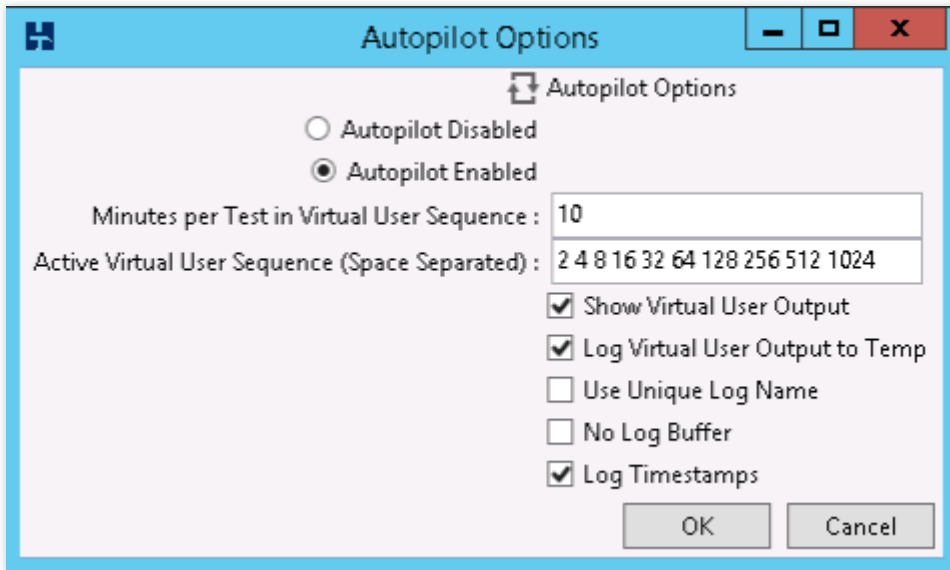 Autopilot Options
Autopilot Options
Autopilot Disabled
Autopilot Enabled
Minutes per Test in Virtual User Sequence : 10
Active Virtual User Sequence (Space Separated) : 2 4 8 16 32 64 128 256 512 1024
Show Virtual User Output
Log Virtual User Output to Temp
Use Unique Log Name
No Log Buffer
Log Timestamps
OK Cancel